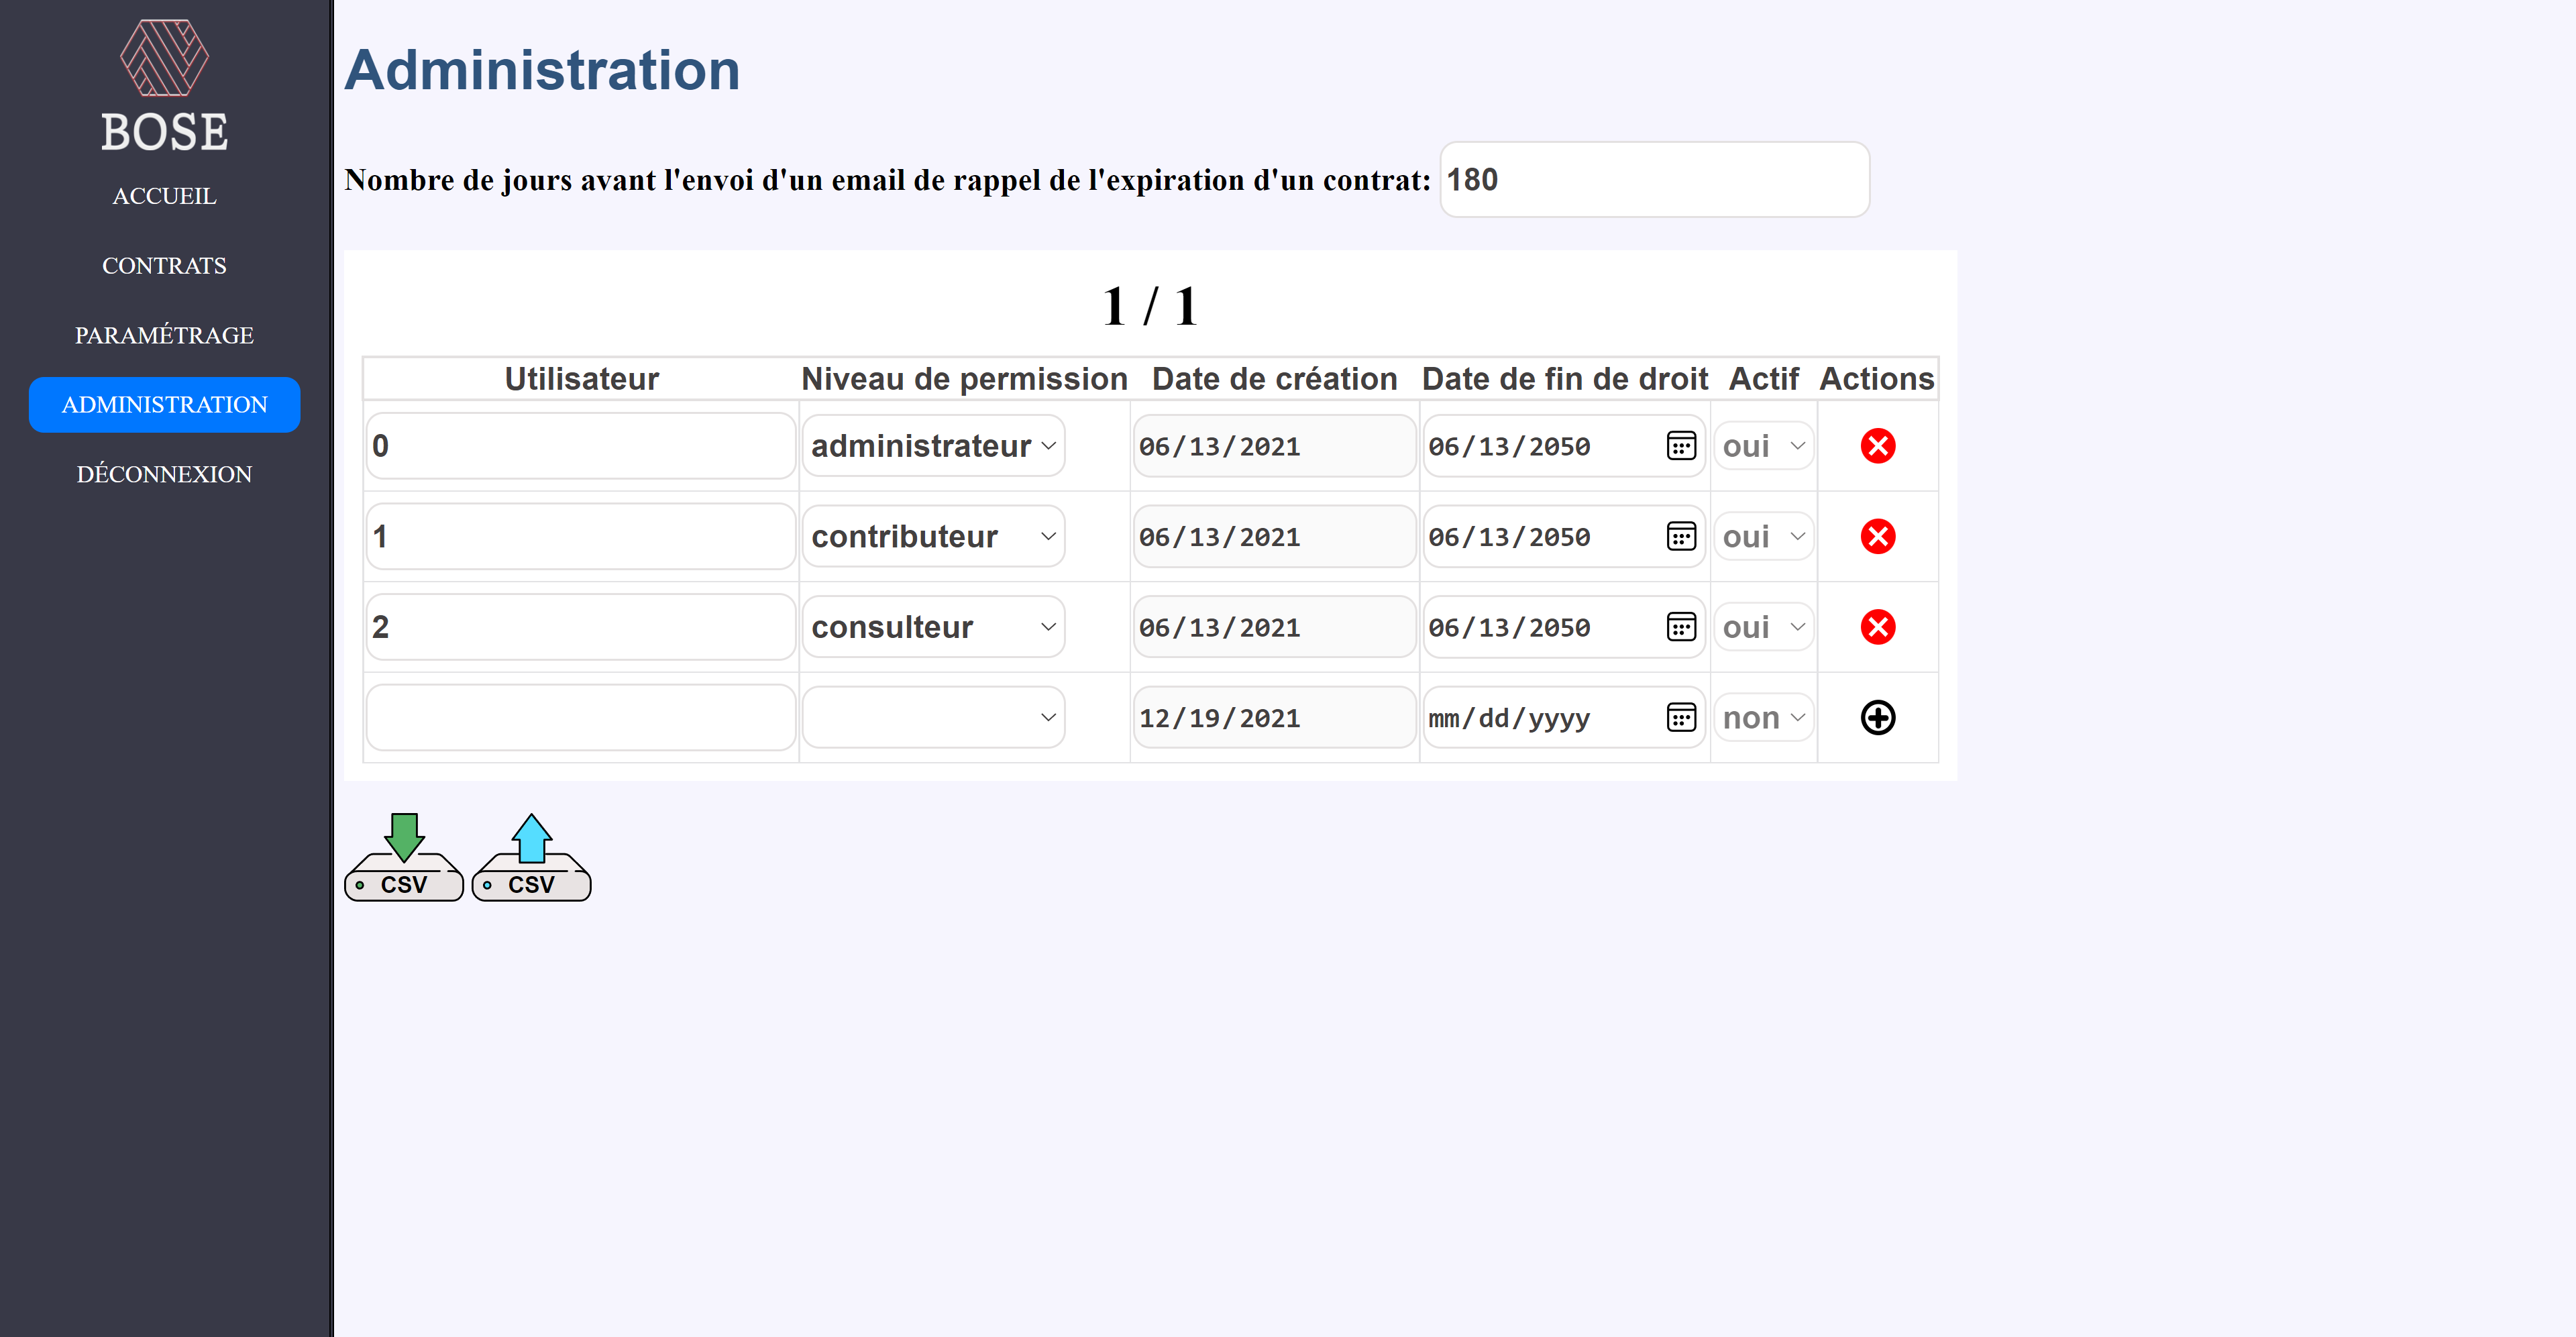 BOSE
ACCUEIL
CONTRATS
PARAMÉTRAGE
ADMINISTRATION
DÉCONNEXION
Administration
Nombre de jours avant l'envoi d'un email de rappel de l'expiration d'un contrat: 180
1 / 1
Utilisateur Niveau de permission Date de création Date de fin de droit Actif Actions
0 administrateur 06/13/2021 06/13/2050 oui
1 contributeur 06/13/2021 06/13/2050 oui
2 consulteur 06/13/2021 06/13/2050 oui
12/19/2021 mm/dd/yyyy non
CSV CSV